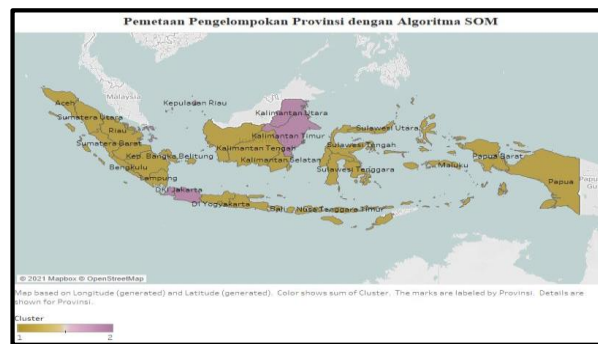 Pemetaan Pengelompokan Provinsi dengan Algoritma SOM
Malaysia
Aceh
Kepulauan Riau
Kalimantan Utara
Sumatera Utara
Riau
Kalimantan Timur
Sulawesi Utara
Sumatera Barat
Kalimantan Tengah
Sulawesi Tengah
Kep. Bangka Belitung
Papua Barat
Bengkulu
Kalimantan Selatan
Maluku
Lampung
Sulawesi Tenggara
Papua
DKI Jakarta
DI Yogyakarta
Bali
Nusa Tenggara Timur
© 2021 Mapbox © OpenStreetMap
Map based on Longitude (generated) and Latitude (generated). Color shows sum of Cluster. The marks are labeled by Provinsi. Details are
shown for Provinsi.
Cluster
1 2